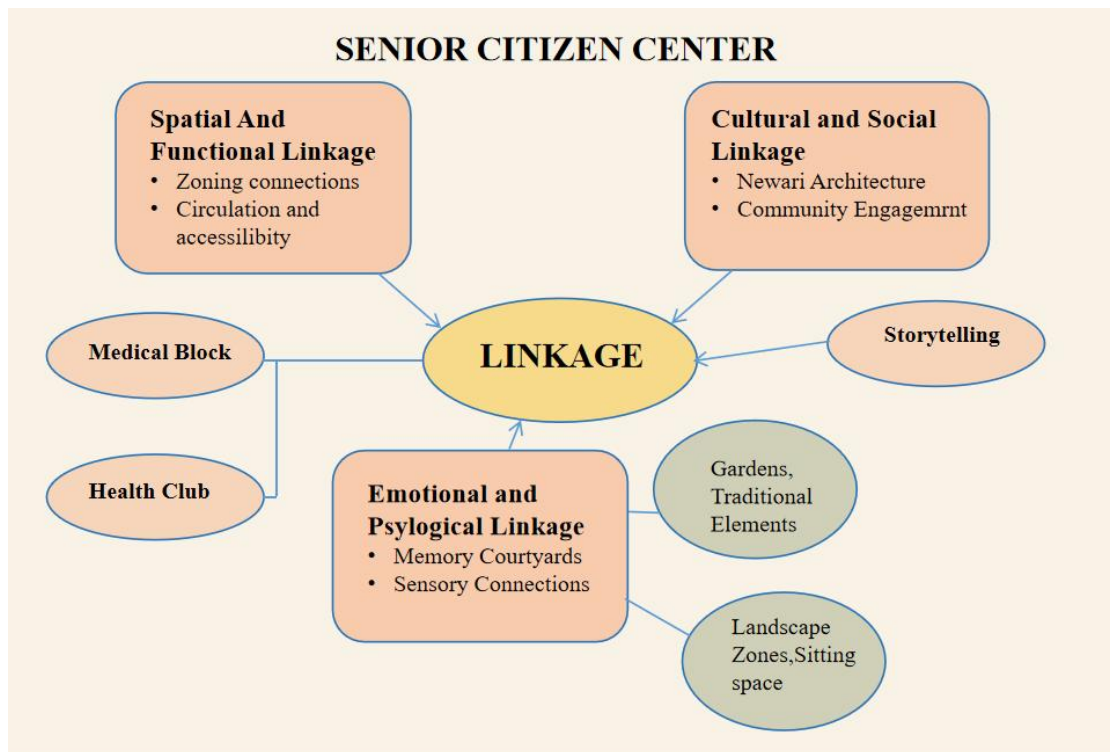 SENIOR CITIZEN CENTER
Spatial And
Functional Linkage
• Zoning connections
• Circulation and
accessilibity
Cultural and Social
Linkage
• Newari Architecture
• Community Engagemrnt
Medical Block
LINKAGE
Storytelling
Health Club
Emotional and
Psylogical Linkage
• Memory Courtyards
• Sensory Connections
Gardens,
Traditional
Elements
Landscape
Zones,Sitting
space